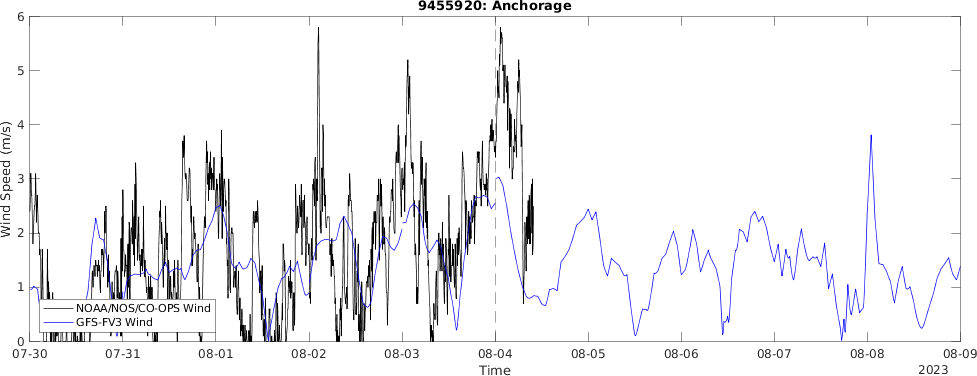 9455920: Anchorage
6
5
4
3
2
1
0
Wind Speed (m/s)
NOAA/NOS/CO-OPS Wind
GFS-FV3 Wind
07-30 07-31 08-01 08-02 08-03 08-04 08-05 08-06 08-07 08-08 08-09
Time
2023